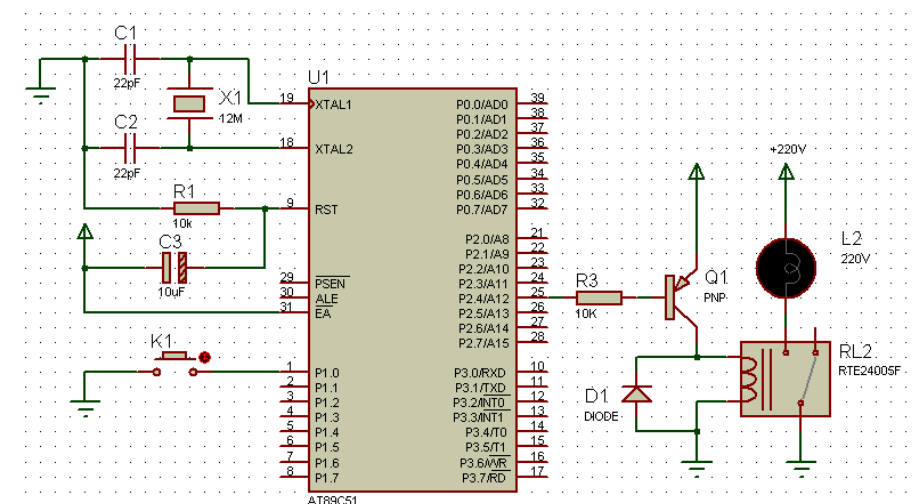 C1
22pF
X1
12M
C2
22pF
R1
10k
C3
10uF
K1
U1
19 XTAL1
18 XTAL2
9 RST
29 PSEN
30 ALE
31 EA
1 P1.0
2 P1.1
3 P1.2
4 P1.3
5 P1.4
6 P1.5
7 P1.6
8 P1.7
P0.0/AD0 39
P0.1/AD1 38
P0.2/AD2 37
P0.3/AD3 36
P0.4/AD4 35
P0.5/AD5 34
P0.6/AD6 33
P0.7/AD7 32
P2.0/A8 21
P2.1/A9 22
P2.2/A10 23
P2.3/A11 24
P2.4/A12 25
P2.5/A13 26
P2.6/A14 27
P2.7/A15 28
P3.0/RXD 10
P3.1/TXD 11
P3.2/INT0 12
P3.3/INT1 13
P3.4/T0 14
P3.5/T1 15
P3.6/WR 16
P3.7/RD 17
AT89C51
R3
10K
Q1
PNP
D1
DIODE
+220V
L2
220V
RL2
RTE24005F